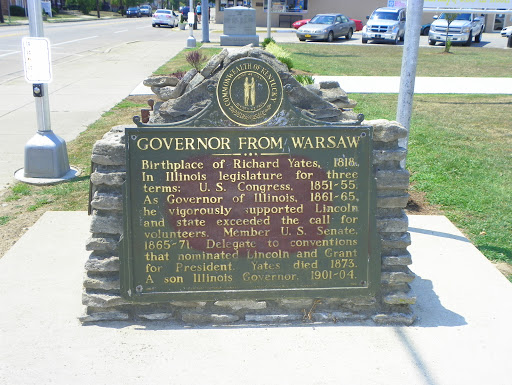 COMMONWEALTH OF KENTUCKY
GOVERNOR FROM WARSAW
Birthplace of Richard Yates, 1818.
In Illinois legislature for three
terms; U.S. Congress, 1851-55.
As Governor of Illinois, 1861-65,
he vigorously supported Lincoln
and state exceeded the call for
volunteers. Member U.S. Senate,
1865-71. Delegate to conventions
that nominated Lincoln and Grant
for President. Yates died 1873.
A son Illinois Governor, 1901-04.